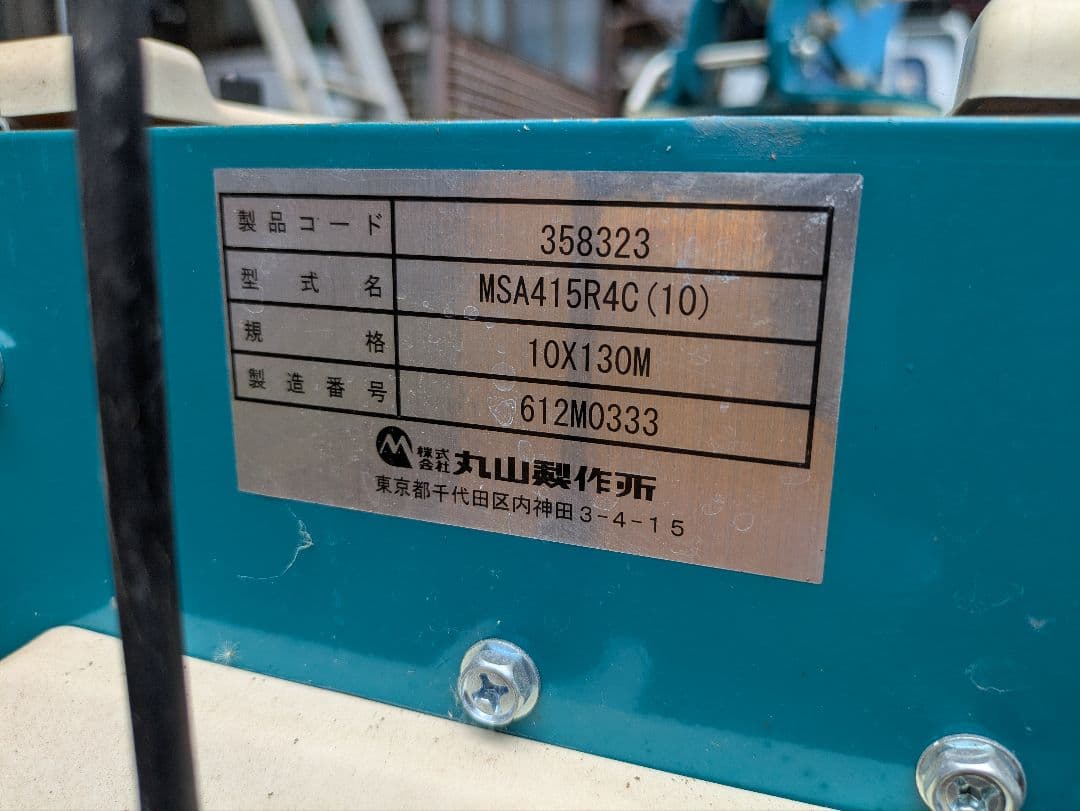 製品コード 358323
型式名 MSA415R4C(10)
規格 10X130M
製造番号 612M0333
M 株式会社 丸山製作所
東京都千代田区内神田3-4-15